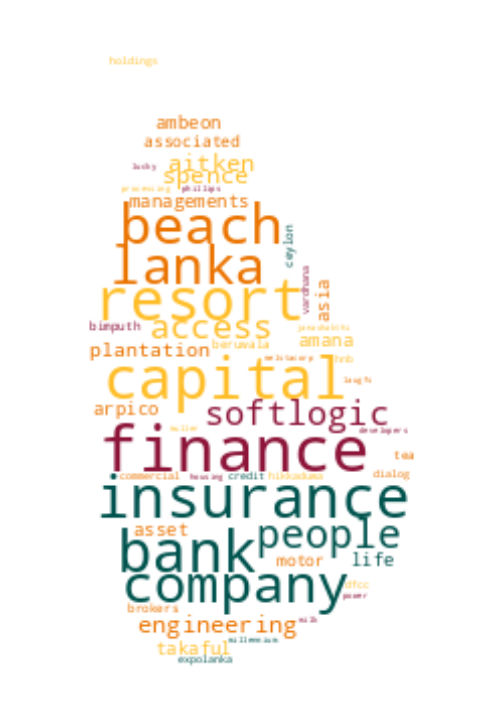 holdings
ambeon
associated
lucky
aitken
spence
processing phillips
managements
beach
ceylon
lanka
vardhana
resort
asia
bimputh
access
janashakthi
beruwala
amana
plantation
melstacorp
hnb
capital
laugfs
arpico
softlogic
muller
developers
finance
tea
commercial
housing
credit
hikkaduwa
dialog
insurance
asset
people
bank
motor
life
company
dfcc
power
brokers
engineering
milk
millennium
takaful
expolanka